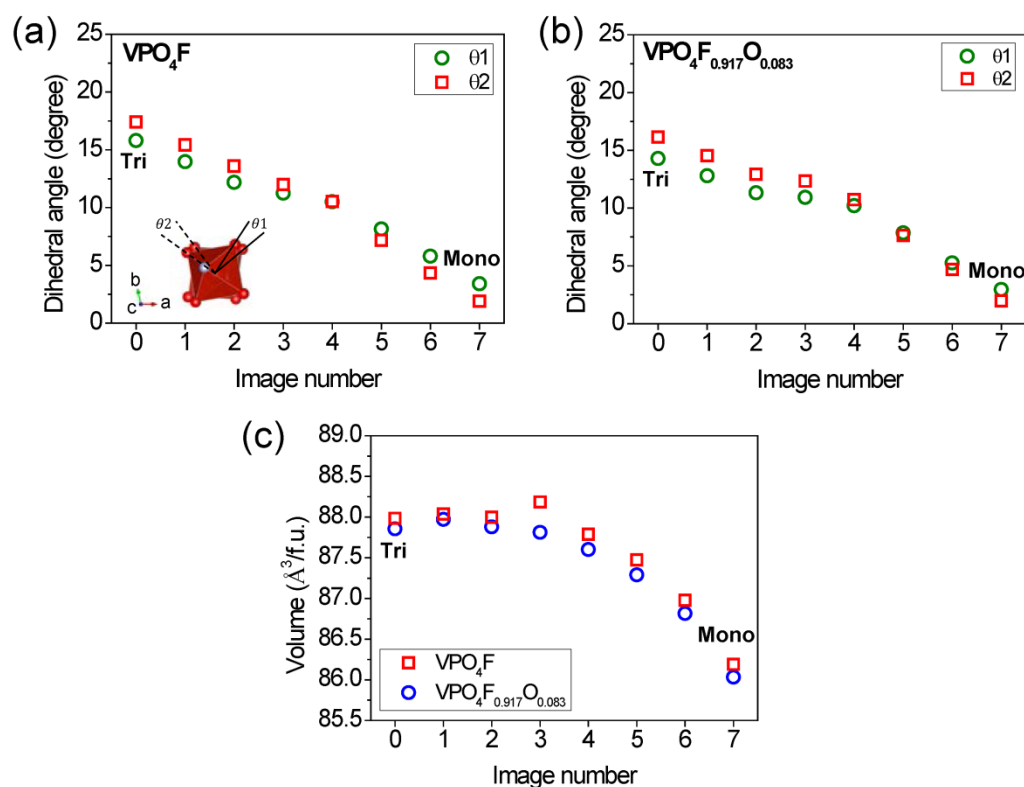 (a)
VPO₄F
θ1
θ2
25
20
15
10
5
0
Dihedral angle (degree)
Tri
Mono
θ2
θ1
b
c
a
0 1 2 3 4 5 6 7
Image number
(b)
VPO₄F₀.₉₁₇O₀.₀₈₃
θ1
θ2
25
20
15
10
5
0
Dihedral angle (degree)
Tri
Mono
0 1 2 3 4 5 6 7
Image number
(c)
89.0
88.5
88.0
87.5
87.0
86.5
86.0
85.5
Volume (Å³/f.u.)
Tri
Mono
VPO₄F
VPO₄F₀.₉₁₇O₀.₀₈₃
0 1 2 3 4 5 6 7
Image number